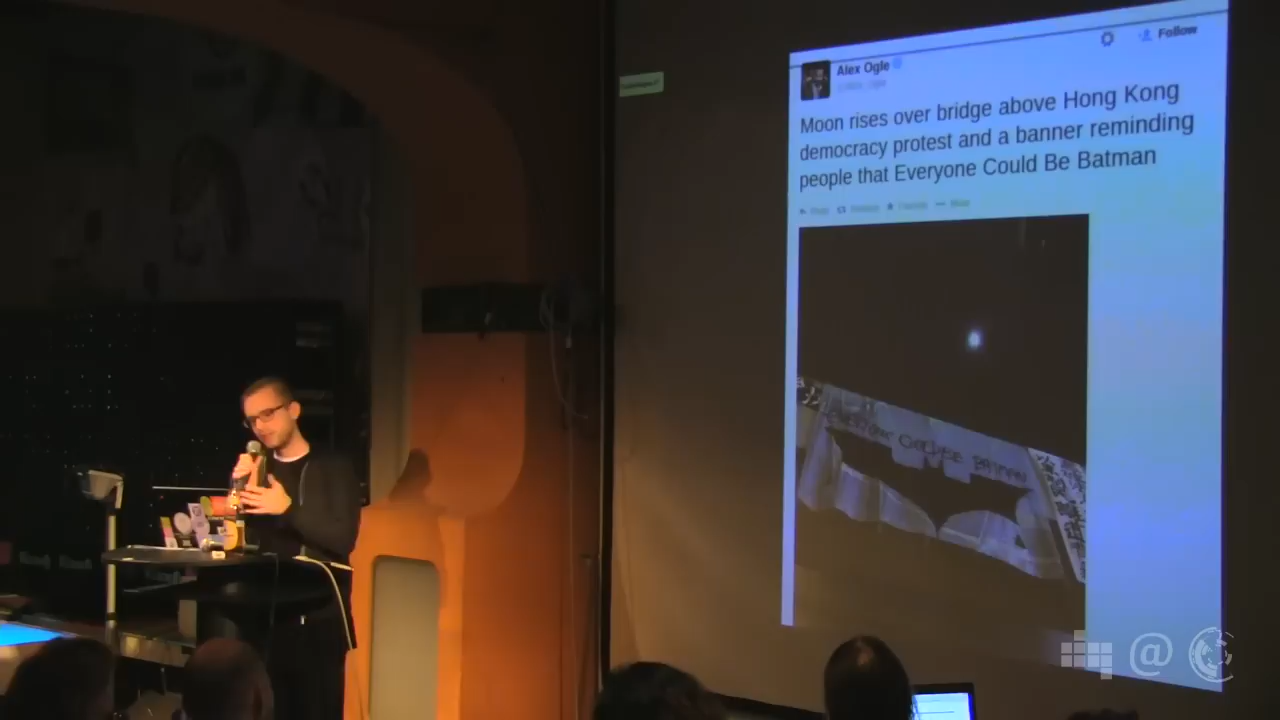 Follow
Alex Ogle
Moon rises over bridge above Hong Kong
democracy protest and a banner reminding
people that Everyone Could Be Batman
BATMAN
@